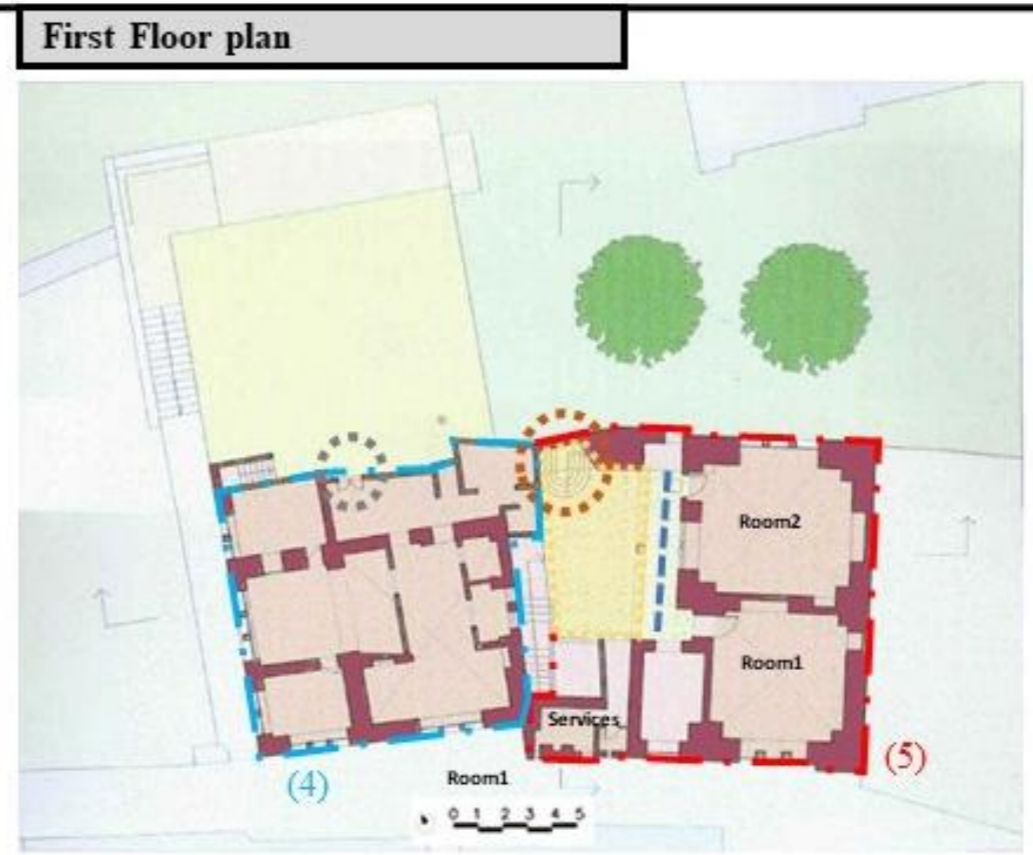 First Floor plan
Room2
Room1
Services
(5)
(4)
Room1
0 1 2 3 4 5